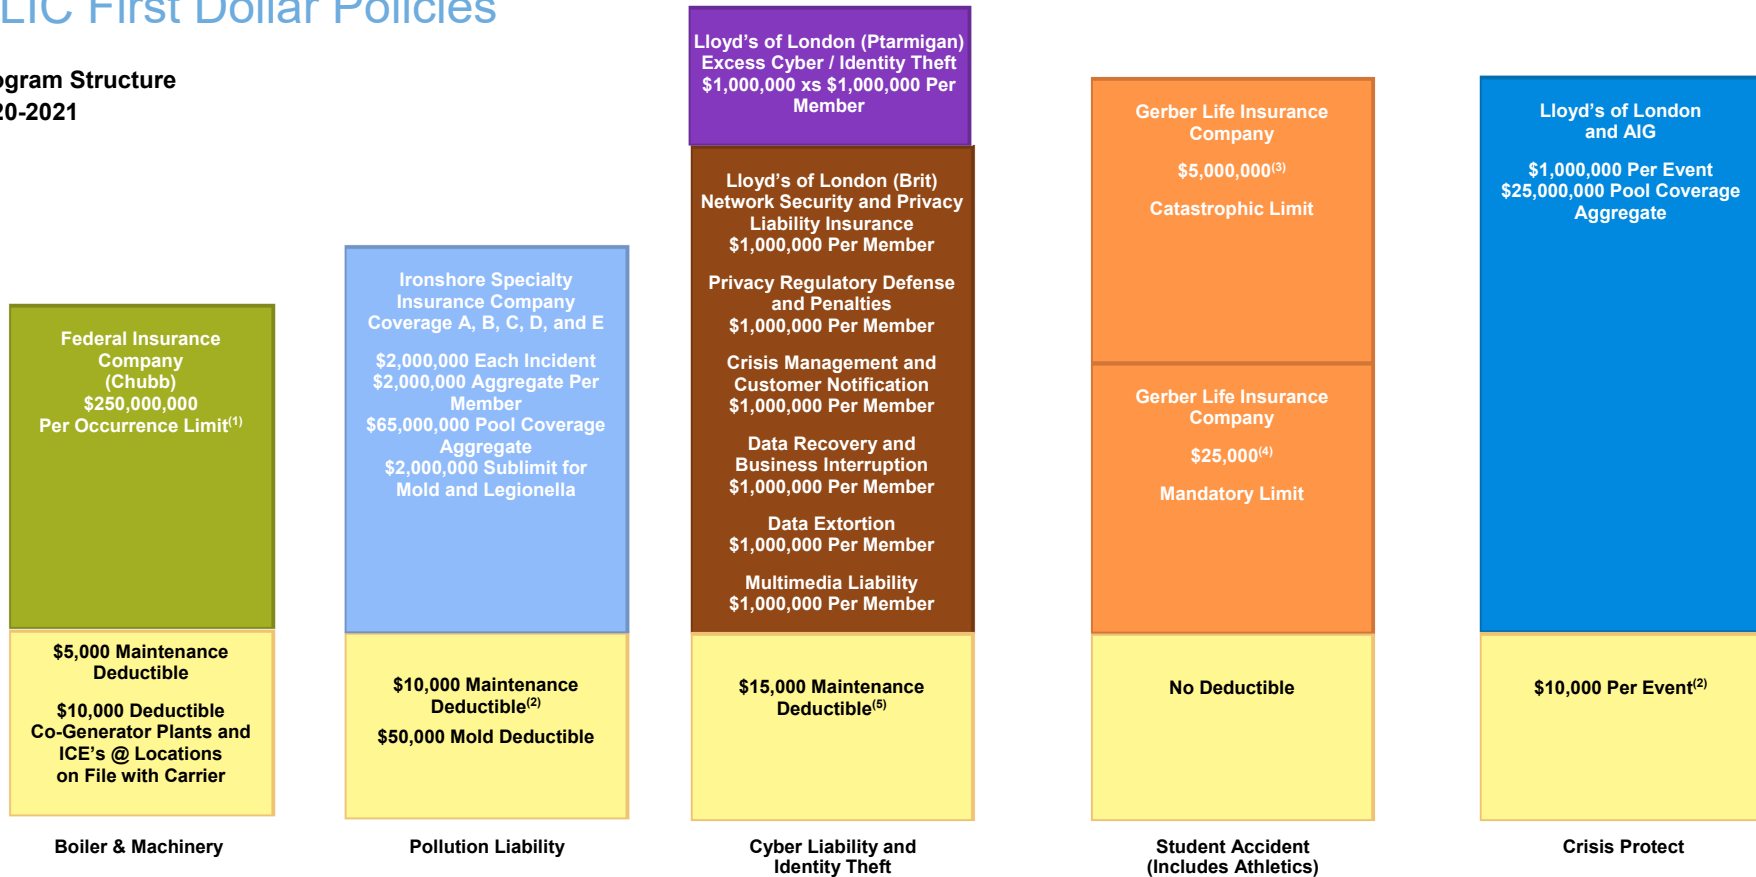 LIC First Dollar Policies
ogram Structure
20-2021
Federal Insurance
Company
(Chubb)
$250,000,000
Per Occurrence Limit(1)
$5,000 Maintenance
Deductible
$10,000 Deductible
Co-Generator Plants and
ICE's @ Locations
on File with Carrier
Boiler & Machinery
Ironshore Specialty
Insurance Company
Coverage A, B, C, D, and E
$2,000,000 Each Incident
$2,000,000 Aggregate Per
Member
$65,000,000 Pool Coverage
Aggregate
$2,000,000 Sublimit for
Mold and Legionella
$10,000 Maintenance
Deductible(2)
$50,000 Mold Deductible
Pollution Liability
Lloyd's of London (Ptarmigan)
Excess Cyber / Identity Theft
$1,000,000 xs $1,000,000 Per
Member
Lloyd's of London (Brit)
Network Security and Privacy
Liability Insurance
$1,000,000 Per Member
Privacy Regulatory Defense
and Penalties
$1,000,000 Per Member
Crisis Management and
Customer Notification
$1,000,000 Per Member
Data Recovery and
Business Interruption
$1,000,000 Per Member
Data Extortion
$1,000,000 Per Member
Multimedia Liability
$1,000,000 Per Member
$15,000 Maintenance
Deductible(5)
Cyber Liability and
Identity Theft
Gerber Life Insurance
Company
$5,000,000(3)
Catastrophic Limit
Gerber Life Insurance
Company
$25,000(4)
Mandatory Limit
No Deductible
Student Accident
(Includes Athletics)
Lloyd's of London
and AIG
$1,000,000 Per Event
$25,000,000 Pool Coverage
Aggregate
$10,000 Per Event(2)
Crisis Protect